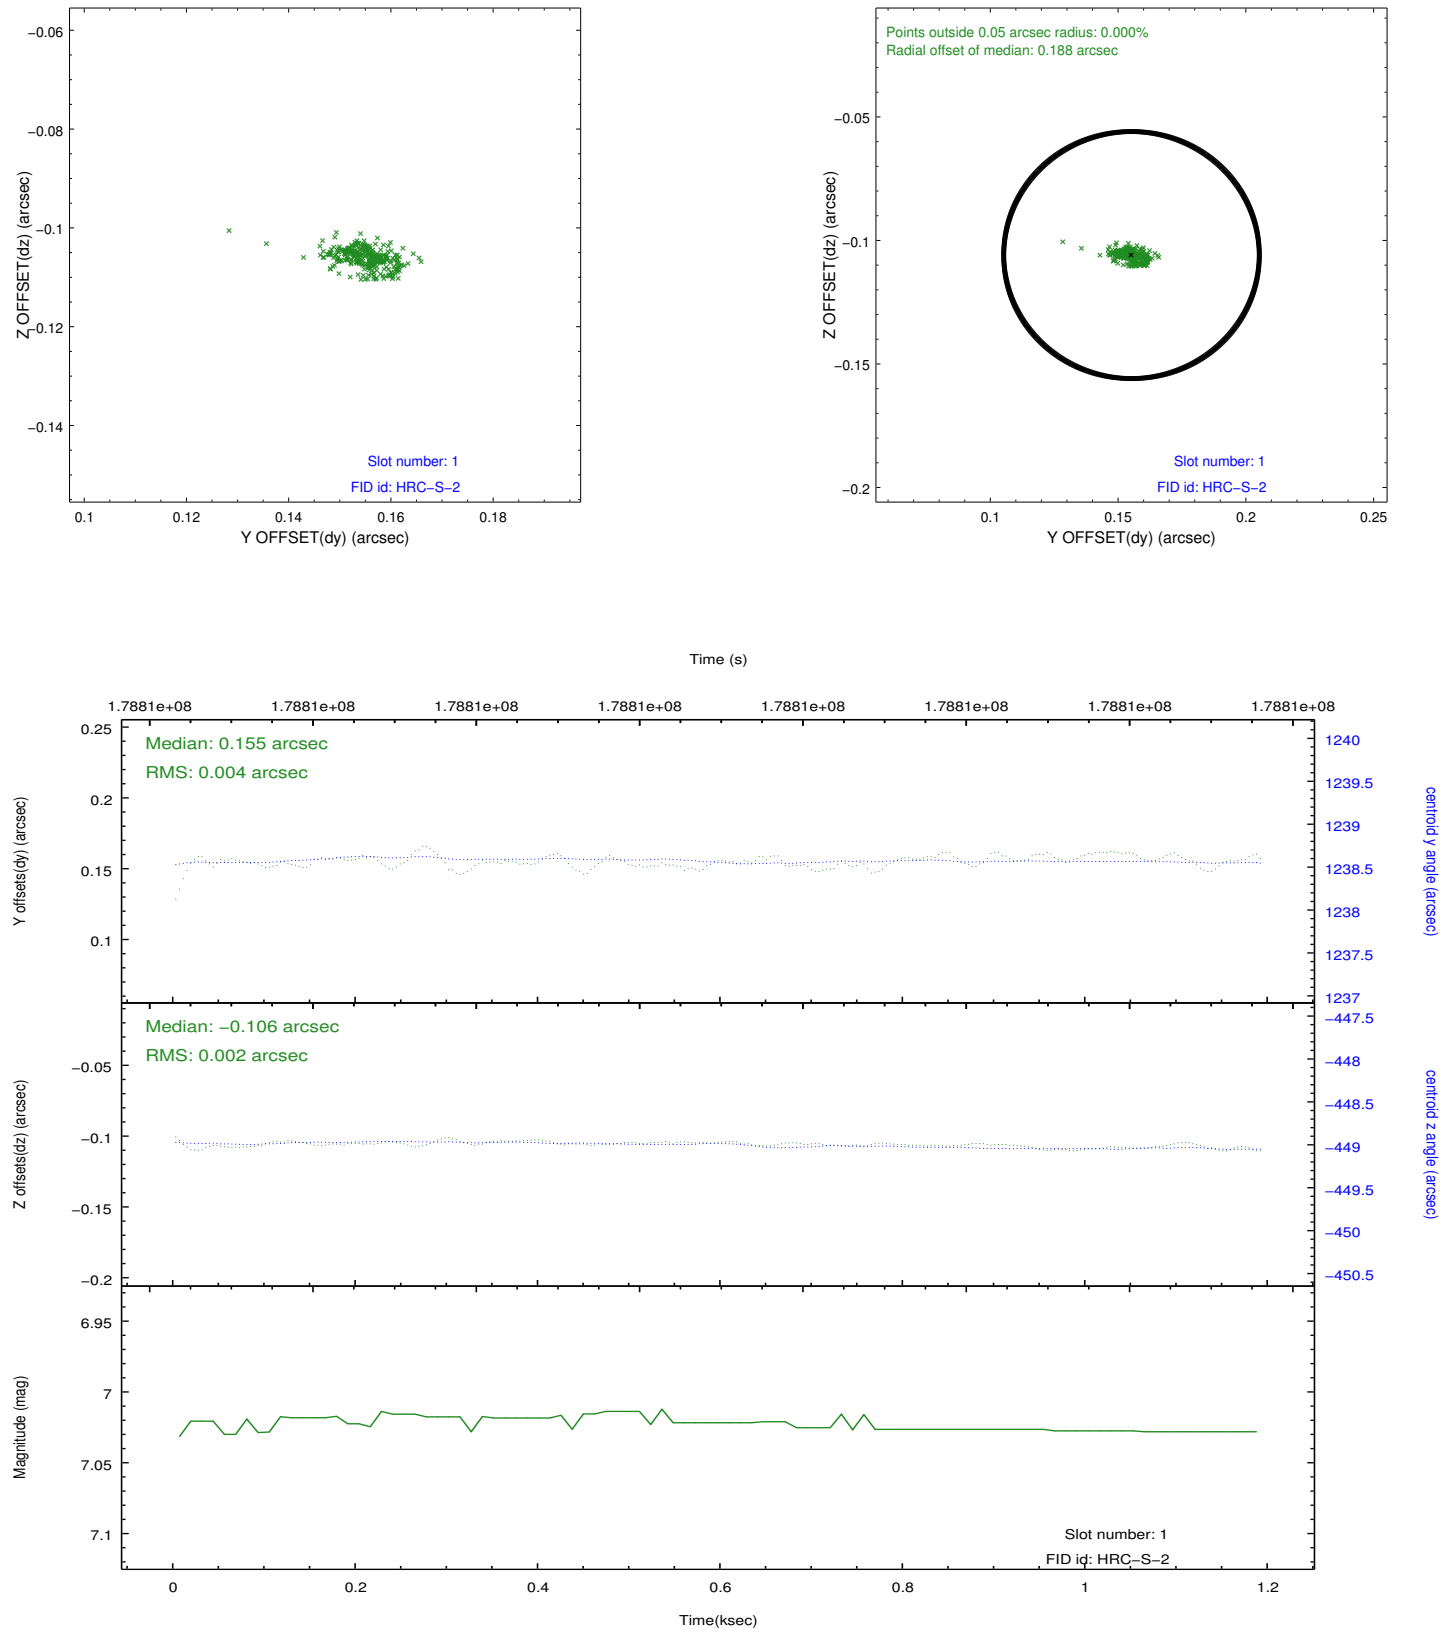 −0.06
−0.08
−0.1
−0.12
−0.14
Z OFFSET(dz) (arcsec)
Slot number: 1
FID id: HRC−S−2
0.1 0.12 0.14 0.16 0.18
Y OFFSET(dy) (arcsec)
Points outside 0.05 arcsec radius: 0.000%
Radial offset of median: 0.188 arcsec
−0.05
−0.1
−0.15
−0.2
Z OFFSET(dz) (arcsec)
Slot number: 1
FID id: HRC−S−2
0.1 0.15 0.2 0.25
Y OFFSET(dy) (arcsec)
Time (s)
1.7881e+08 1.7881e+08 1.7881e+08 1.7881e+08 1.7881e+08 1.7881e+08 1.7881e+08 1.7881e+08
Median: 0.155 arcsec
RMS: 0.004 arcsec
0.25
0.2
0.15
0.1
Y offsets(dy) (arcsec)
1240
1239.5
1239
1238.5
1238
1237.5
1237
centroid y angle (arcsec)
Median: −0.106 arcsec
RMS: 0.002 arcsec
−0.05
−0.1
−0.15
−0.2
Z offsets(dz) (arcsec)
−447.5
−448
−448.5
−449
−449.5
−450
−450.5
centroid z angle (arcsec)
6.95
7
7.05
7.1
Magnitude (mag)
Slot number: 1
FID id: HRC−S−2
0 0.2 0.4 0.6 0.8 1 1.2
Time(ksec)